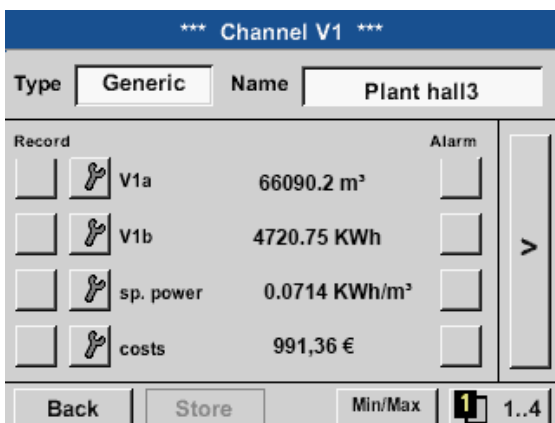 *** Channel V1 ***
Type Generic Name Plant hall3
Record Alarm
V1a 66090.2 m³
V1b 4720.75 KWh
>
sp. power 0.0714 KWh/m³
costs 991,36 €
Back Store Min/Max 1 1..4